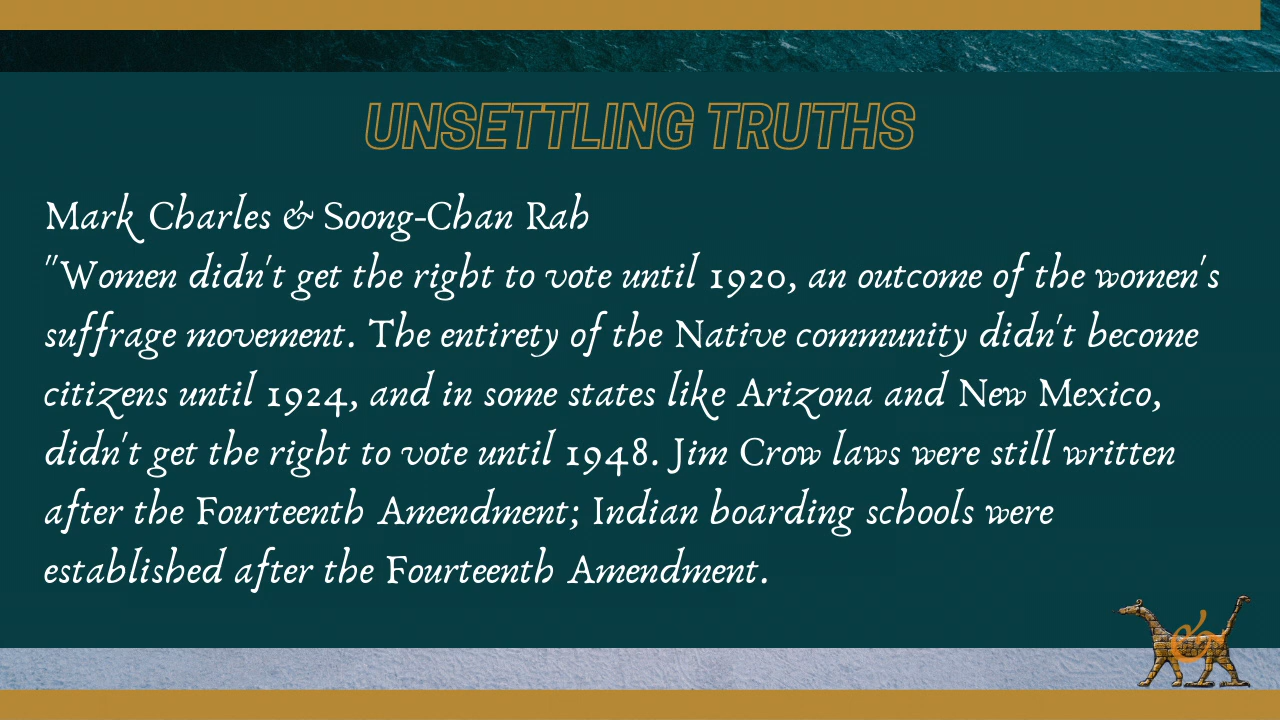 UNSETTLING TRUTHS
Mark Charles & Soong-Chan Rah
"Women didn't get the right to vote until 1920, an outcome of the women's
suffrage movement. The entirety of the Native community didn't become
citizens until 1924, and in some states like Arizona and New Mexico,
didn't get the right to vote until 1948. Jim Crow laws were still written
after the Fourteenth Amendment; Indian boarding schools were
established after the Fourteenth Amendment.
&